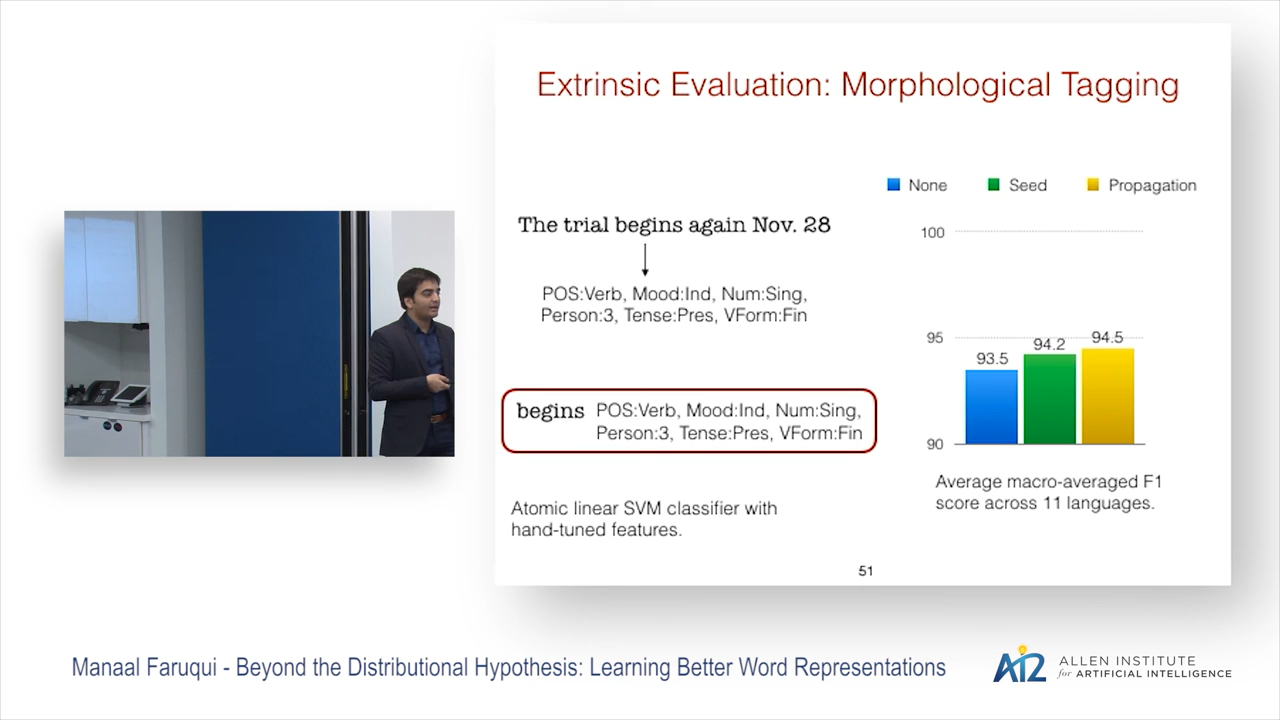 Extrinsic Evaluation: Morphological Tagging
None Seed Propagation
The trial begins again Nov. 28
POS:Verb, Mood:Ind, Num:Sing,
Person:3, Tense:Pres, VForm:Fin
begins POS:Verb, Mood:Ind, Num:Sing,
Person:3, Tense:Pres, VForm:Fin
Atomic linear SVM classifier with
hand-tuned features.
100
95
90
93.5
94.2
94.5
Average macro-averaged F1
score across 11 languages.
51
Manaal Faruqui - Beyond the Distributional Hypothesis: Learning Better Word Representations
AI2 ALLEN INSTITUTE
for ARTIFICIAL INTELLIGENCE